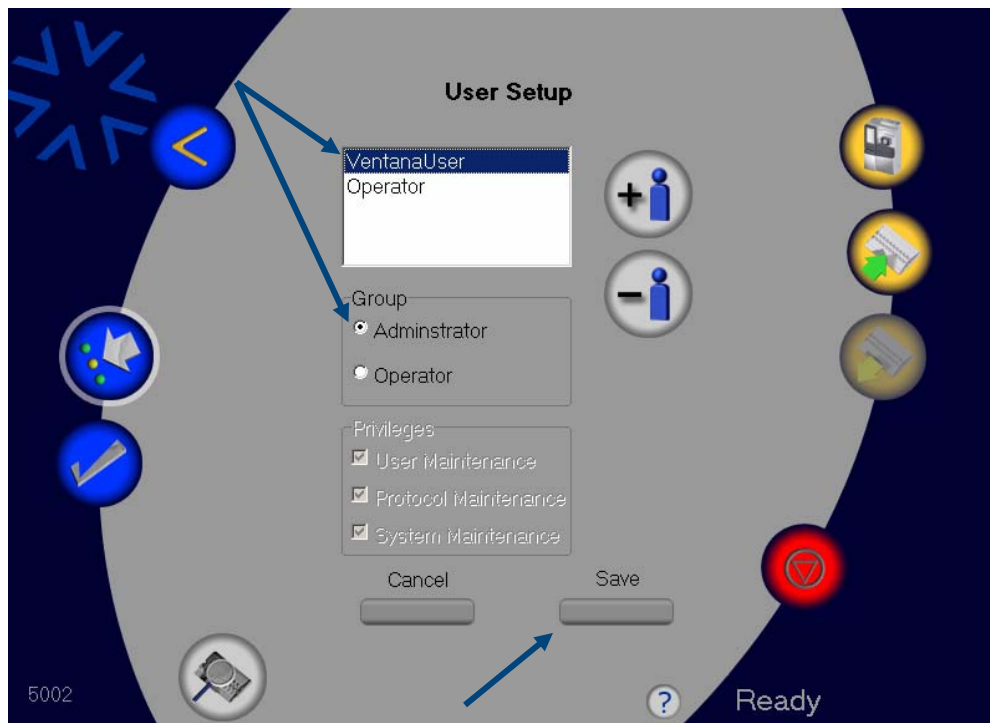 User Setup
VentanaUser
Operator
Group
Adminstrator
Operator
Privileges
User Maintenance
Protocol Maintenance
System Maintenance
Cancel Save
5002
?
Ready